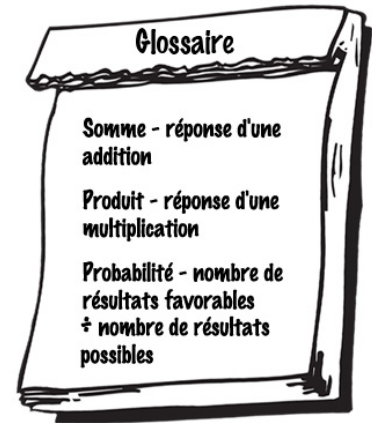 Glossaire
Somme - réponse d'une
addition
Produit - réponse d'une
multiplication
Probabilité - nombre de
résultats favorables
÷ nombre de résultats
possibles